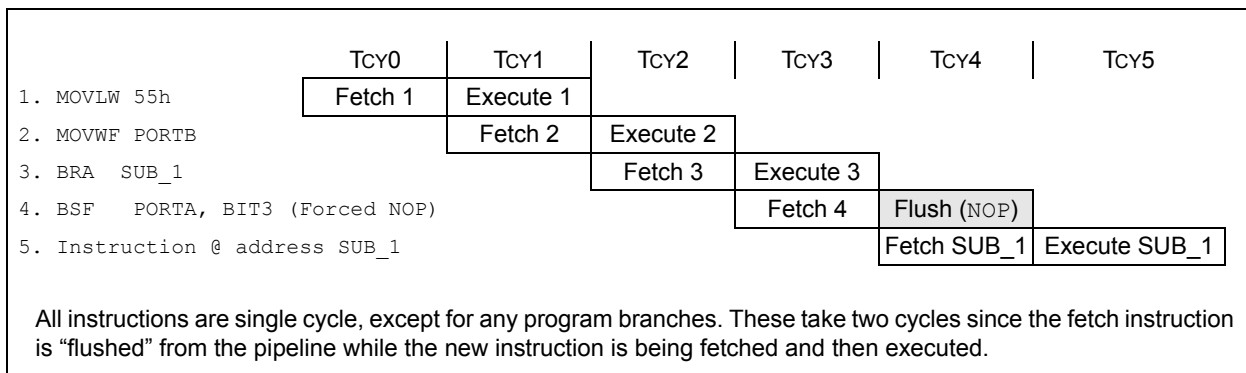 TCY0 TCY1 TCY2 TCY3 TCY4 TCY5
1. MOVLW 55h Fetch 1 Execute 1
2. MOVWF PORTB Fetch 2 Execute 2
3. BRA SUB_1 Fetch 3 Execute 3
4. BSF PORTA, BIT3 (Forced NOP) Fetch 4 Flush (NOP)
5. Instruction @ address SUB_1 Fetch SUB_1 Execute SUB_1
All instructions are single cycle, except for any program branches. These take two cycles since the fetch instruction
is “flushed” from the pipeline while the new instruction is being fetched and then executed.